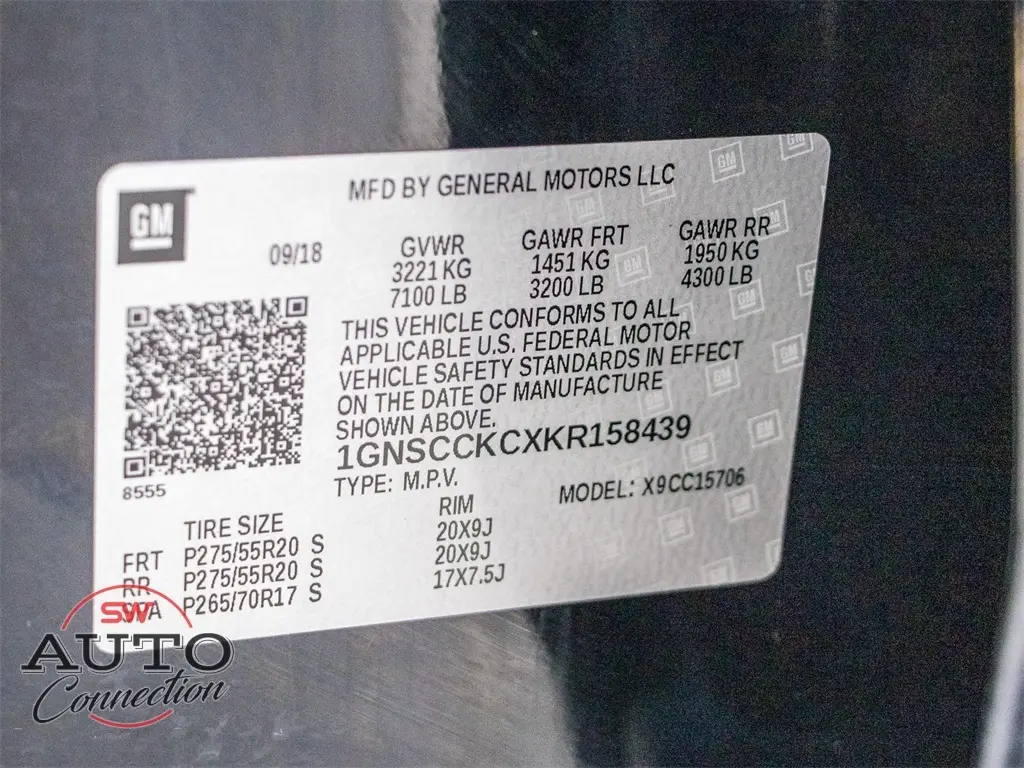 MFD BY GENERAL MOTORS LLC
GM
09/18
GVWR GAWR FRT GAWR RR
3221 KG 1451 KG 1950 KG
7100 LB 3200 LB 4300 LB
THIS VEHICLE CONFORMS TO ALL
APPLICABLE U.S. FEDERAL MOTOR
VEHICLE SAFETY STANDARDS IN EFFECT
ON THE DATE OF MANUFACTURE
SHOWN ABOVE.
1GNSCCKCXKR158439
8555
TYPE: M.P.V. MODEL: X9CC15706
TIRE SIZE RIM
FRT P275/55R20 S 20X9J
RR P275/55R20 S 20X9J
SPA P265/70R17 S 17X7.5J
SW
AUTO
Connection